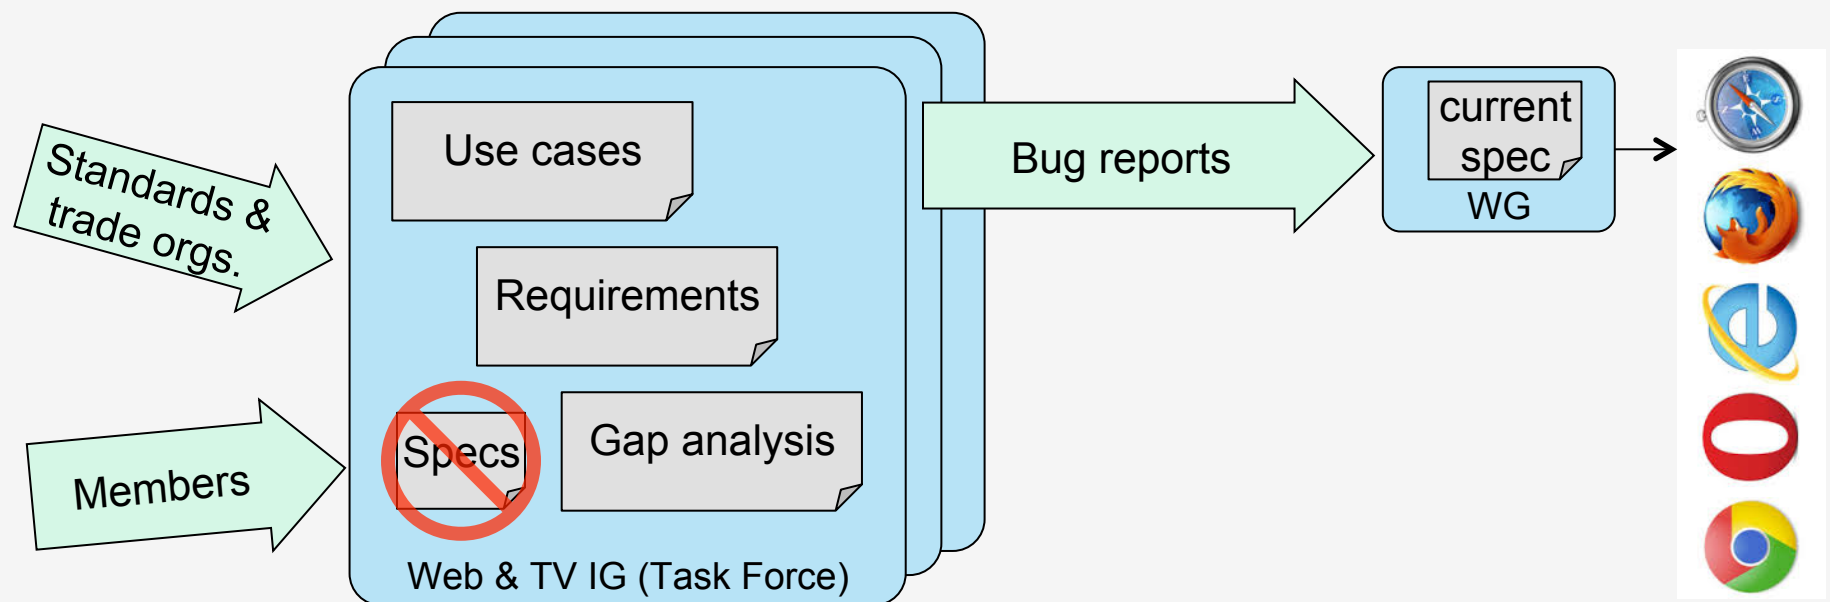 Standards &
trade orgs.
Members
Use cases
Requirements
Specs
Gap analysis
Web & TV IG (Task Force)
Bug reports
current
spec
WG